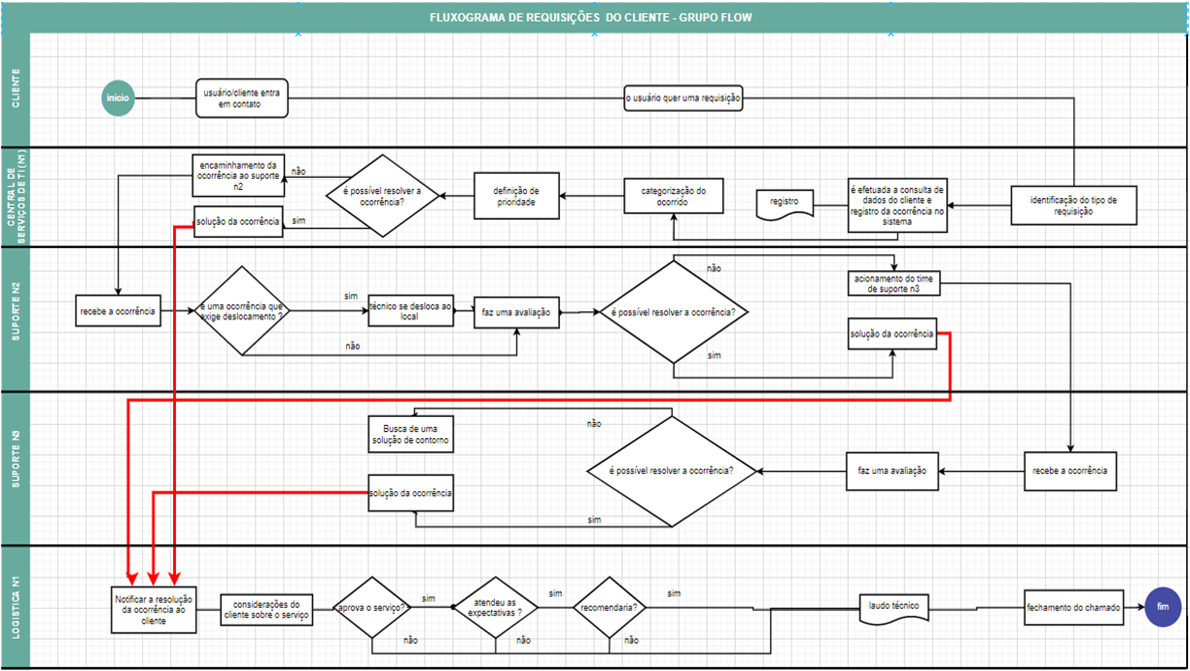 FLUXOGRAMA DE REQUISIÇÕES DO CLIENTE - GRUPO FLOW
CLIENTE
inicio
usuário/cliente entra
em contato
o usuário quer uma requisição
CENTRAL DE
SERVIÇOS DE TI (N1)
encaminhamento da
ocorrência ao suporte
n2
não
solução da ocorrência
sim
é possível resolver a
ocorrência?
definição de
prioridade
categorização do
ocorrido
registro
é efetuada a consulta de
dados do cliente e
registro da ocorrência no
sistema
identificação do tipo de
requisição
SUPORTE N2
recebe a ocorrência
é uma ocorrência que
exige deslocamento ?
sim
não
técnico se desloca ao
local
faz uma avaliação
é possível resolver a ocorrência?
não
sim
acionamento do time
de suporte n3
solução da ocorrência
SUPORTE N3
Busca de uma
solução de contorno
solução da ocorrência
não
sim
é possível resolver a ocorrência?
faz uma avaliação
recebe a ocorrência
LOGISTICA N1
Notificar a resolução
da ocorrência ao
cliente
considerações do
cliente sobre o serviço
aprova o serviço?
sim
não
atendeu as
expectativas ?
sim
não
recomendaria?
sim
não
laudo técnico
fechamento do chamado
fim